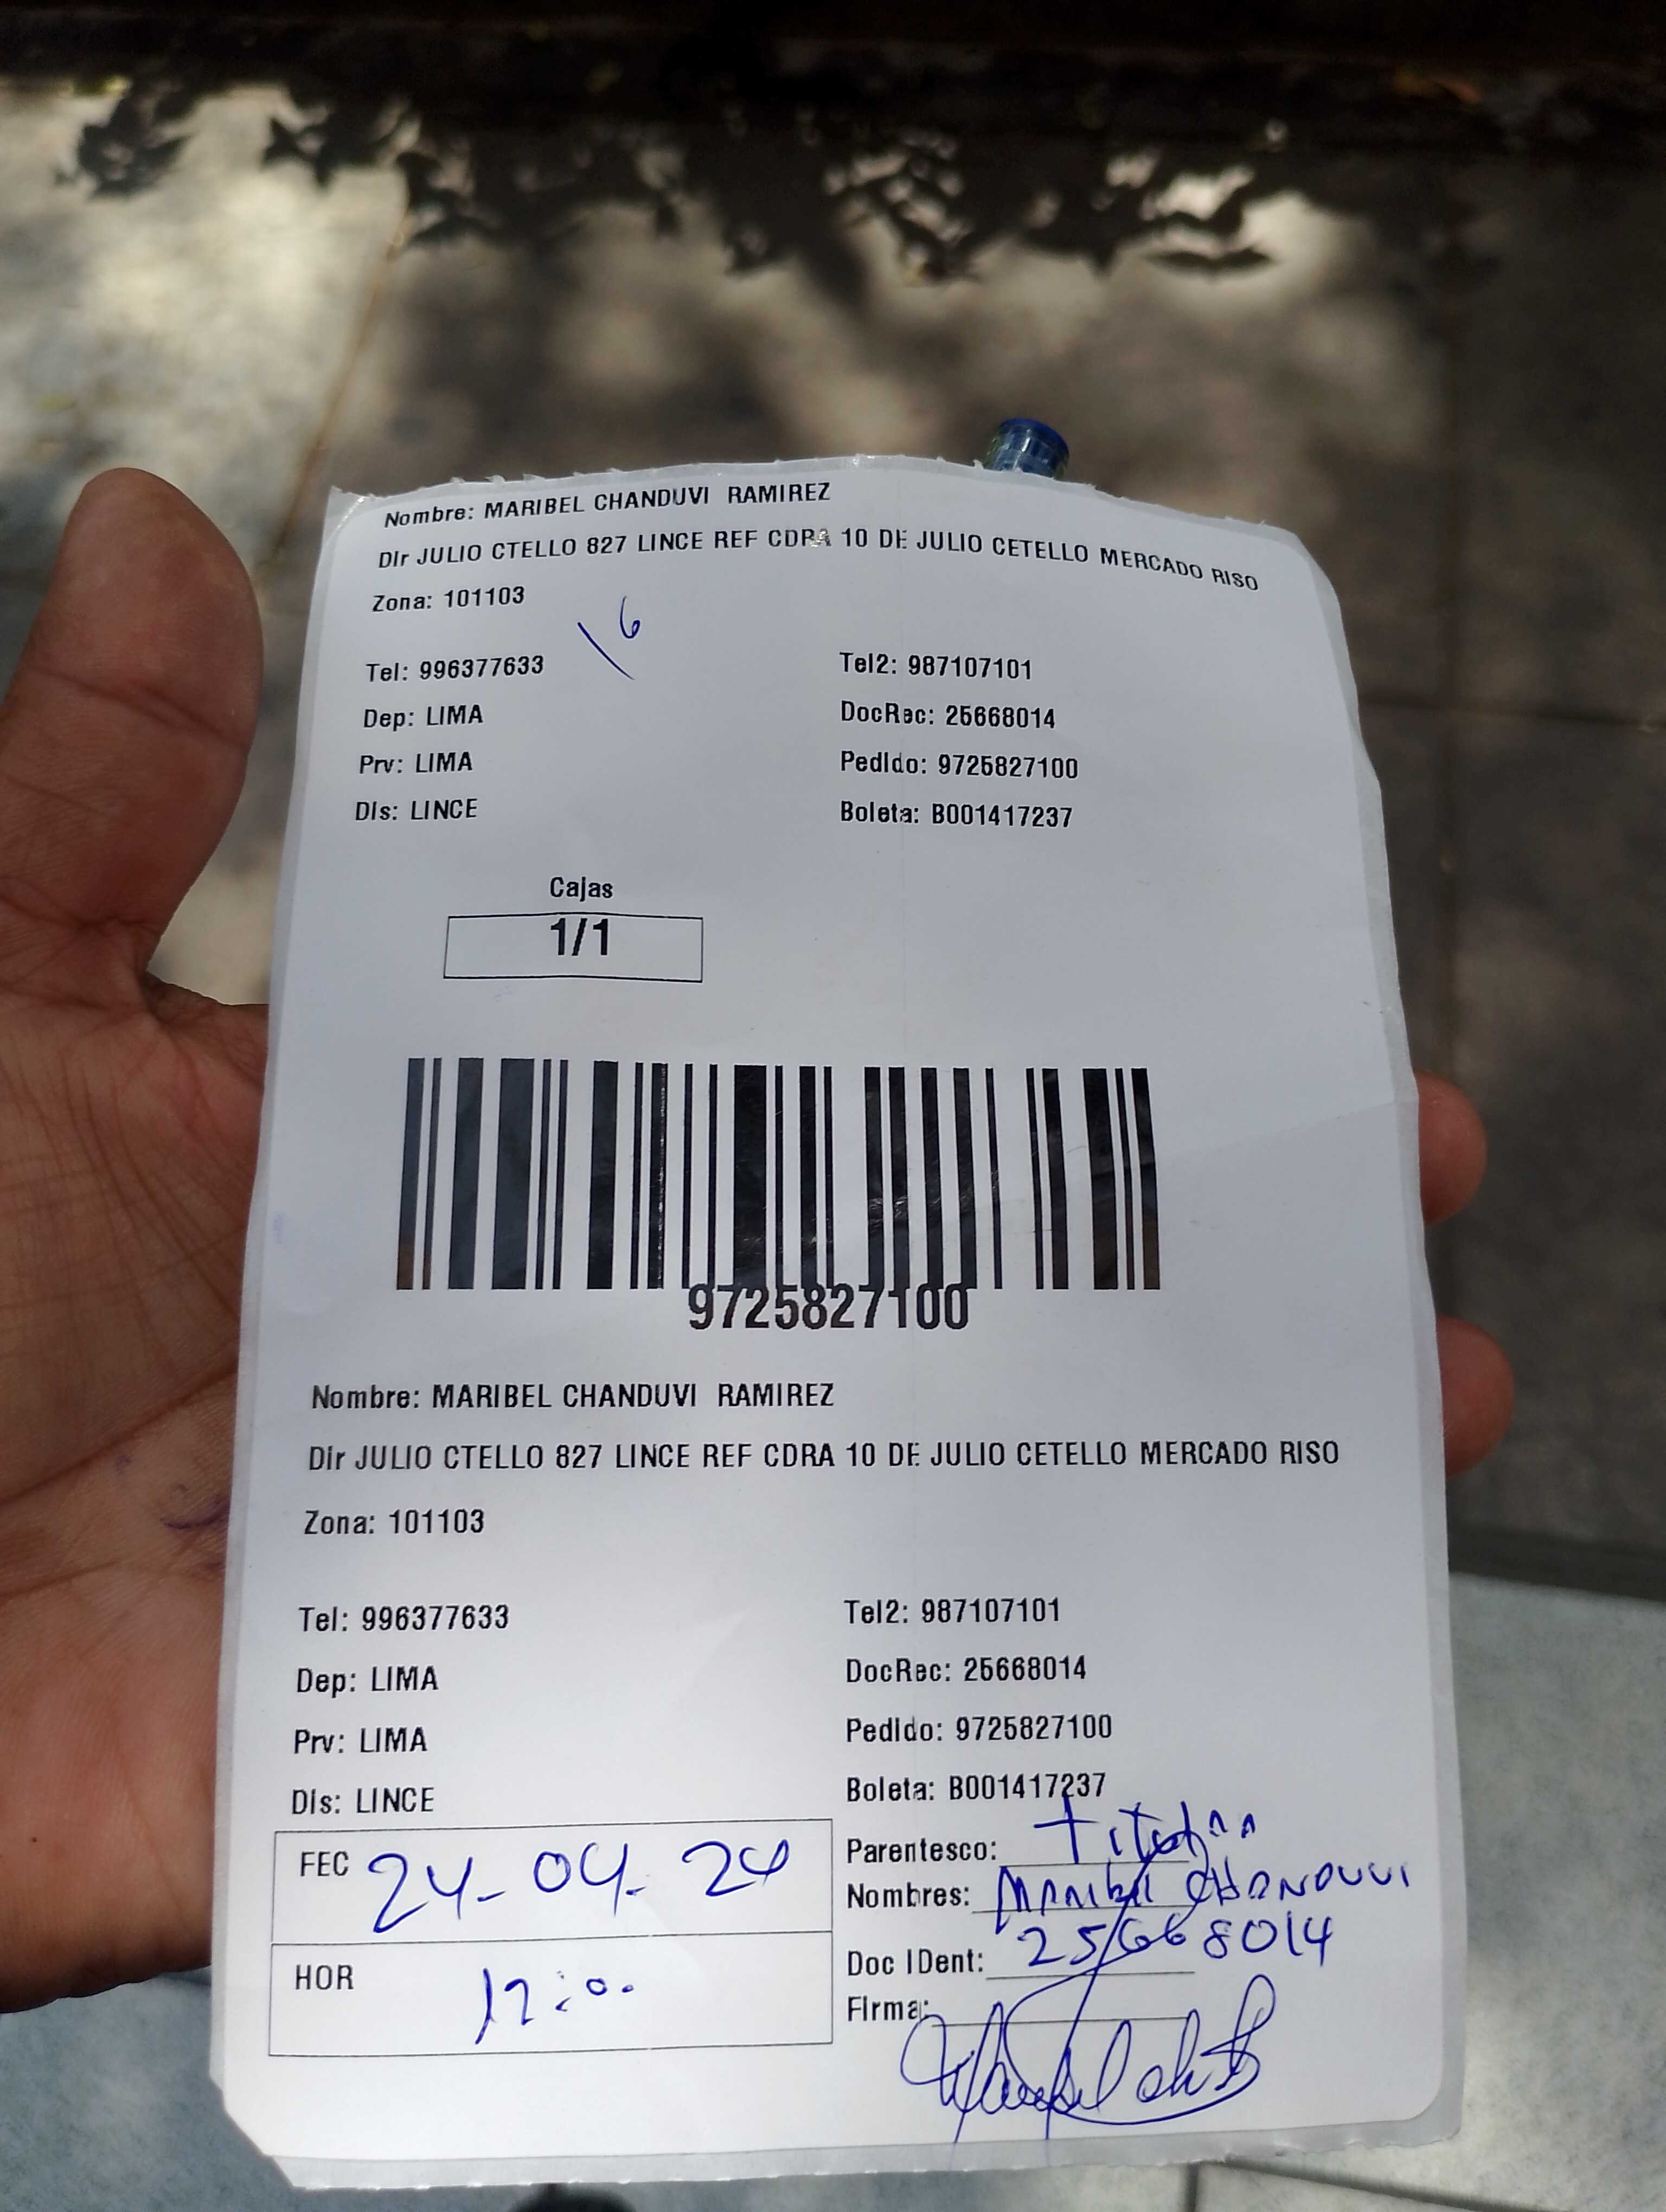 Nombre: MARIBEL CHANDUVI RAMIREZ
Dir JULIO CTELLO 827 LINCE REF CDRA 10 DE JULIO CETELLO MERCADO RISO
Zona: 101103
6
Tel: 996377633 Tel2: 987107101
Dep: LIMA DocRec: 25668014
Prv: LIMA Pedido: 9725827100
Dis: LINCE Boleta: B001417237
Cajas
1/1
9725827100
Nombre: MARIBEL CHANDUVI RAMIREZ
Dir JULIO CTELLO 827 LINCE REF CDRA 10 DE JULIO CETELLO MERCADO RISO
Zona: 101103
Tel: 996377633 Tel2: 987107101
Dep: LIMA DocRec: 25668014
Prv: LIMA Pedido: 9725827100
Dis: LINCE Boleta: B001417237
FEC 24-04-24
HOR 12:00
Parentesco: Titular
Nombres: MARIBEL CHANDUVI
Doc IDent: 25668014
Firma: